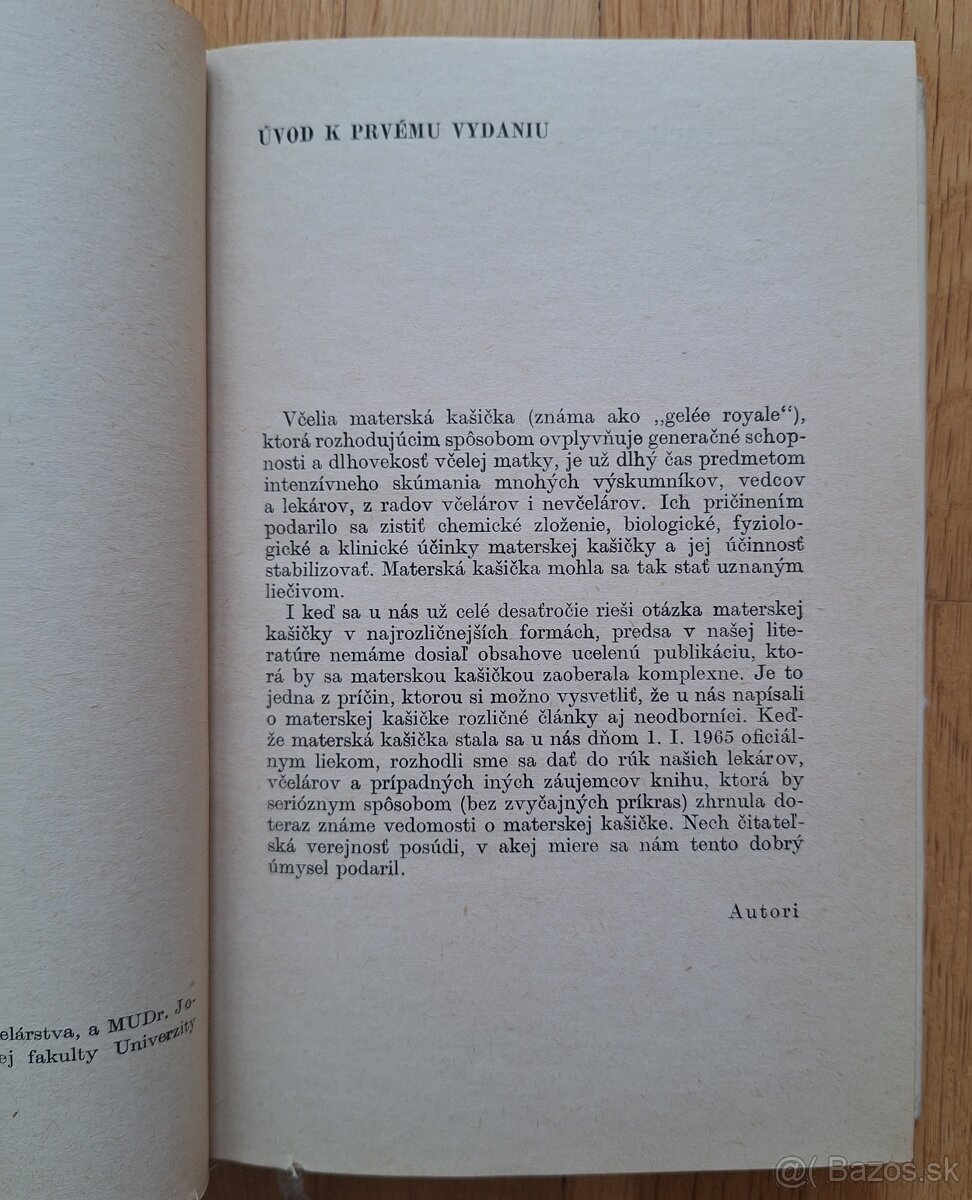 ÚVOD K PRVÉMU VYDANIU
Včelia materská kašička (známa ako „gelée royale“),
ktorá rozhodujúcim spôsobom ovplyvňuje generačné schop-
nosti a dlhovekosť včelej matky, je už dlhý čas predmetom
intenzívneho skúmania mnohých výskumníkov, vedcov
a lekárov, z radov včelárov i nevčelárov. Ich pričinením
podarilo sa zistiť chemické zloženie, biologické, fyziolo-
gické a klinické účinky materskej kašičky a jej účinnosť
stabilizovať. Materská kašička mohla sa tak stať uznaným
liečivom.
I keď sa u nás už celé desaťročie rieši otázka materskej
kašičky v najrozličnejších formách, predsa v našej lite-
ratúre nemáme dosiaľ obsahove ucelenú publikáciu, kto-
rá by sa materskou kašičkou zaoberala komplexne. Je to
jedna z príčin, ktorou si možno vysvetliť, že u nás napísali
o materskej kašičke rozličné články aj neodborníci. Keď-
že materská kašička stala sa u nás dňom 1. I. 1965 oficiál-
nym liekom, rozhodli sme sa dať do rúk našich lekárov,
včelárov a prípadných iných záujemcov knihu, ktorá by
serióznym spôsobom (bez zvyčajných príkras) zhrnula do-
teraz známe vedomosti o materskej kašičke. Nech čitateľ-
ská verejnosť posúdi, v akej miere sa nám tento dobrý
úmysel podaril.
Autori
elárstva, a MUDr. Jo-
ej fakulty Univerzity
@( Bazos.sk